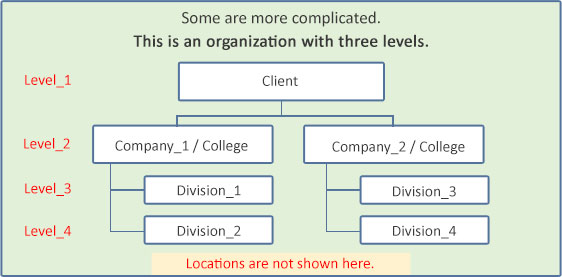 Some are more complicated.
This is an organization with three levels.
Level_1
Client
Level_2
Company_1 / College
Company_2 / College
Level_3
Division_1
Division_3
Level_4
Division_2
Division_4
Locations are not shown here.